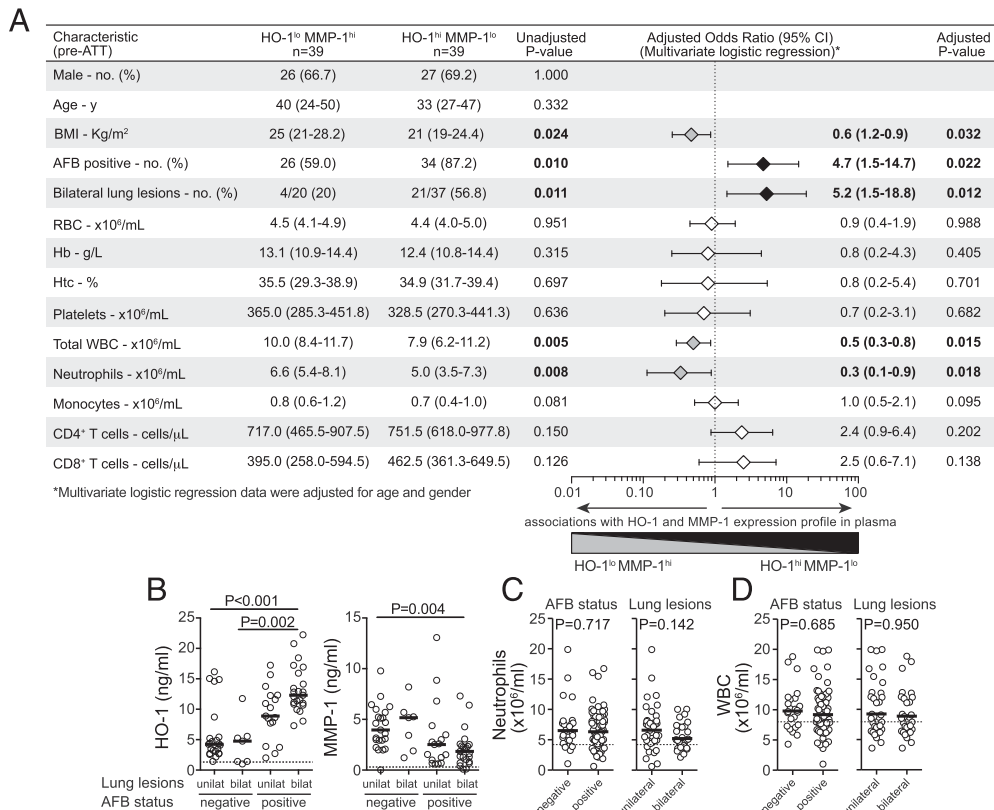 A
Characteristic (pre-ATT) HO-1lo MMP-1hi n=39 HO-1hi MMP-1lo n=39 Unadjusted P-value Adjusted Odds Ratio (95% CI) (Multivariate logistic regression)* Adjusted P-value
Male - no. (%) 26 (66.7) 27 (69.2) 1.000
Age - y 40 (24-50) 33 (27-47) 0.332
BMI - Kg/m² 25 (21-28.2) 21 (19-24.4) 0.024 0.6 (1.2-0.9) 0.032
AFB positive - no. (%) 26 (59.0) 34 (87.2) 0.010 4.7 (1.5-14.7) 0.022
Bilateral lung lesions - no. (%) 4/20 (20) 21/37 (56.8) 0.011 5.2 (1.5-18.8) 0.012
RBC - x10⁶/mL 4.5 (4.1-4.9) 4.4 (4.0-5.0) 0.951 0.9 (0.4-1.9) 0.988
Hb - g/L 13.1 (10.9-14.4) 12.4 (10.8-14.4) 0.315 0.8 (0.2-4.3) 0.405
Htc - % 35.5 (29.3-38.9) 34.9 (31.7-39.4) 0.697 0.8 (0.2-5.4) 0.701
Platelets - x10⁶/mL 365.0 (285.3-451.8) 328.5 (270.3-441.3) 0.636 0.7 (0.2-3.1) 0.682
Total WBC - x10⁶/mL 10.0 (8.4-11.7) 7.9 (6.2-11.2) 0.005 0.5 (0.3-0.8) 0.015
Neutrophils - x10⁶/mL 6.6 (5.4-8.1) 5.0 (3.5-7.3) 0.008 0.3 (0.1-0.9) 0.018
Monocytes - x10⁶/mL 0.8 (0.6-1.2) 0.7 (0.4-1.0) 0.081 1.0 (0.5-2.1) 0.095
CD4⁺ T cells - cells/µL 717.0 (465.5-907.5) 751.5 (618.0-977.8) 0.150 2.4 (0.9-6.4) 0.202
CD8⁺ T cells - cells/µL 395.0 (258.0-594.5) 462.5 (361.3-649.5) 0.126 2.5 (0.6-7.1) 0.138
*Multivariate logistic regression data were adjusted for age and gender
0.01 0.10 1 10 100
associations with HO-1 and MMP-1 expression profile in plasma
HO-1lo MMP-1hi HO-1hi MMP-1lo
B
HO-1 (ng/ml)
25
20
15
10
5
0
P<0.001
P=0.002
MMP-1 (ng/ml)
15
10
5
0
P=0.004
Lung lesions unilat bilat unilat bilat unilat bilat unilat bilat
AFB status negative positive negative positive
C
AFB status Lung lesions
P=0.717 P=0.142
Neutrophils (x10⁶/ml)
25
20
15
10
5
0
negative positive unilateral bilateral
D
AFB status Lung lesions
P=0.685 P=0.950
WBC (x10⁶/ml)
25
20
15
10
5
0
negative positive unilateral bilateral